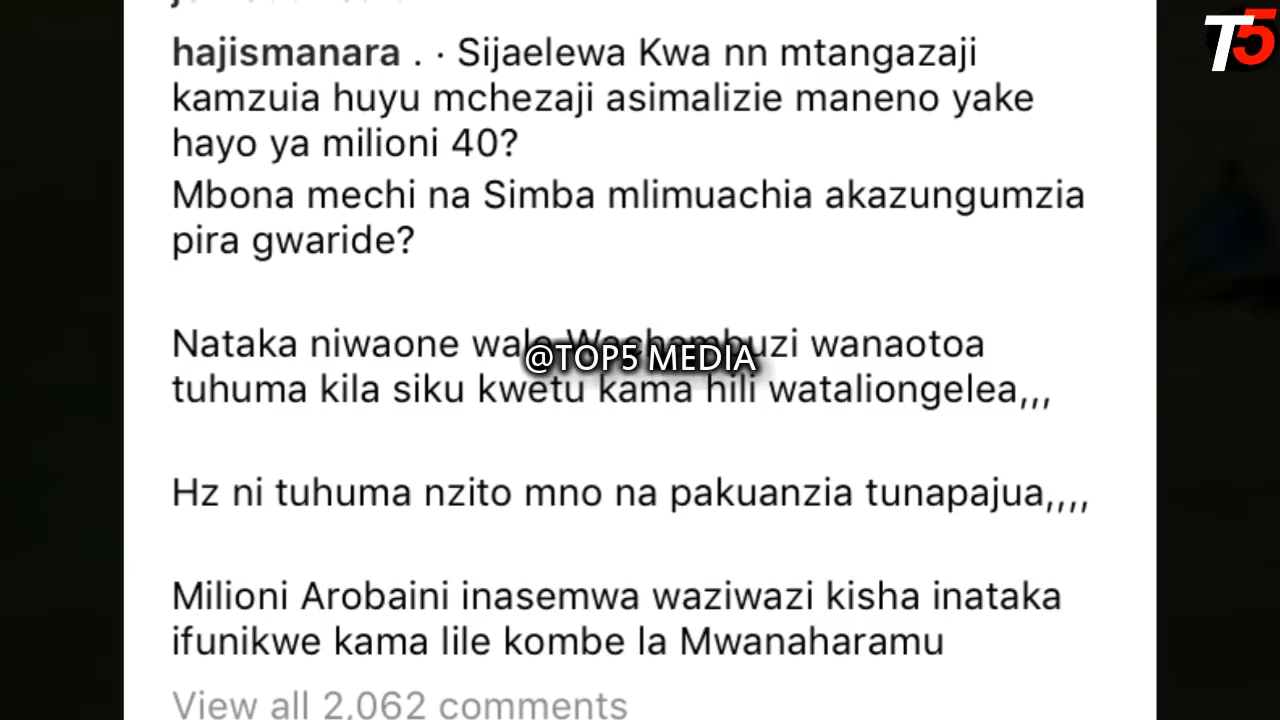 T5
hajismanara . · Sijaelewa Kwa nn mtangazaji
kamzuia huyu mchezaji asimalizie maneno yake
hayo ya milioni 40?
Mbona mechi na Simba mlimuachia akazungumzia
pira gwaride?
Nataka niwaone wale Wachambuzi wanaotoa
@TOP5 MEDIA
tuhuma kila siku kwetu kama hili wataliongelea,,,
Hz ni tuhuma nzito mno na pakuanzia tunapajua,,,,
Milioni Arobaini inasemwa waziwazi kisha inataka
ifunikwe kama lile kombe la Mwanaharamu
View all 2,062 comments